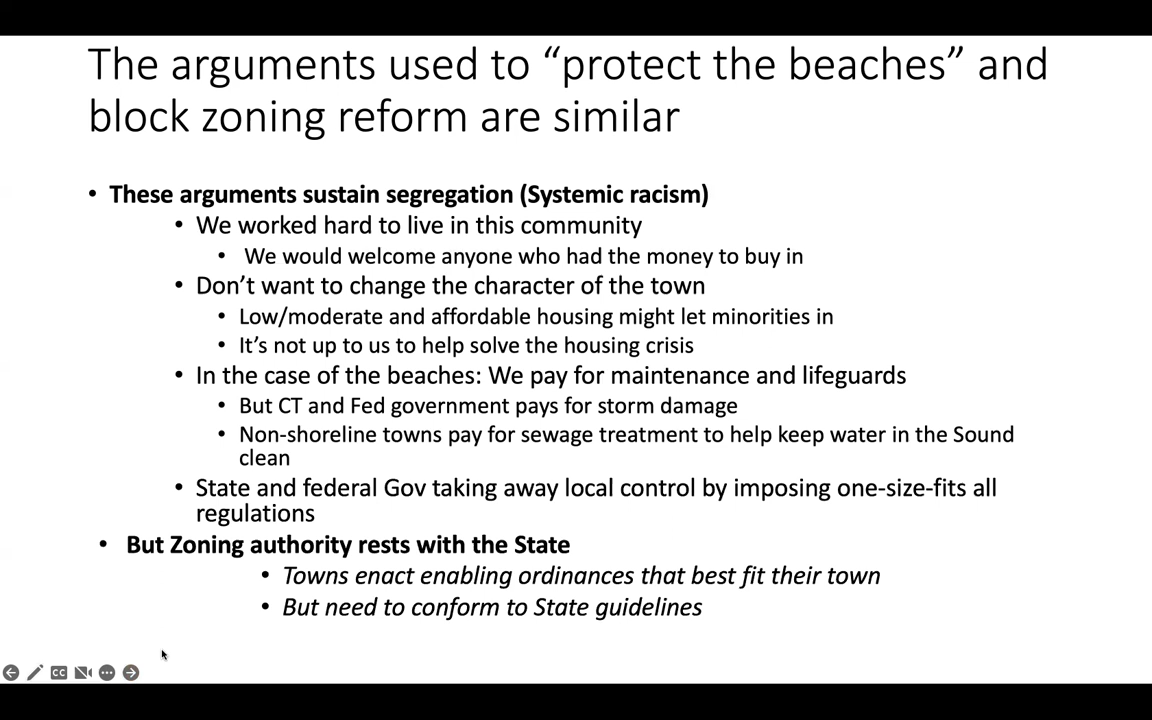 The arguments used to “protect the beaches” and
block zoning reform are similar
• These arguments sustain segregation (Systemic racism)
• We worked hard to live in this community
• We would welcome anyone who had the money to buy in
• Don’t want to change the character of the town
• Low/moderate and affordable housing might let minorities in
• It’s not up to us to help solve the housing crisis
• In the case of the beaches: We pay for maintenance and lifeguards
• But CT and Fed government pays for storm damage
• Non-shoreline towns pay for sewage treatment to help keep water in the Sound
clean
• State and federal Gov taking away local control by imposing one-size-fits all
regulations
• But Zoning authority rests with the State
• Towns enact enabling ordinances that best fit their town
• But need to conform to State guidelines
CC